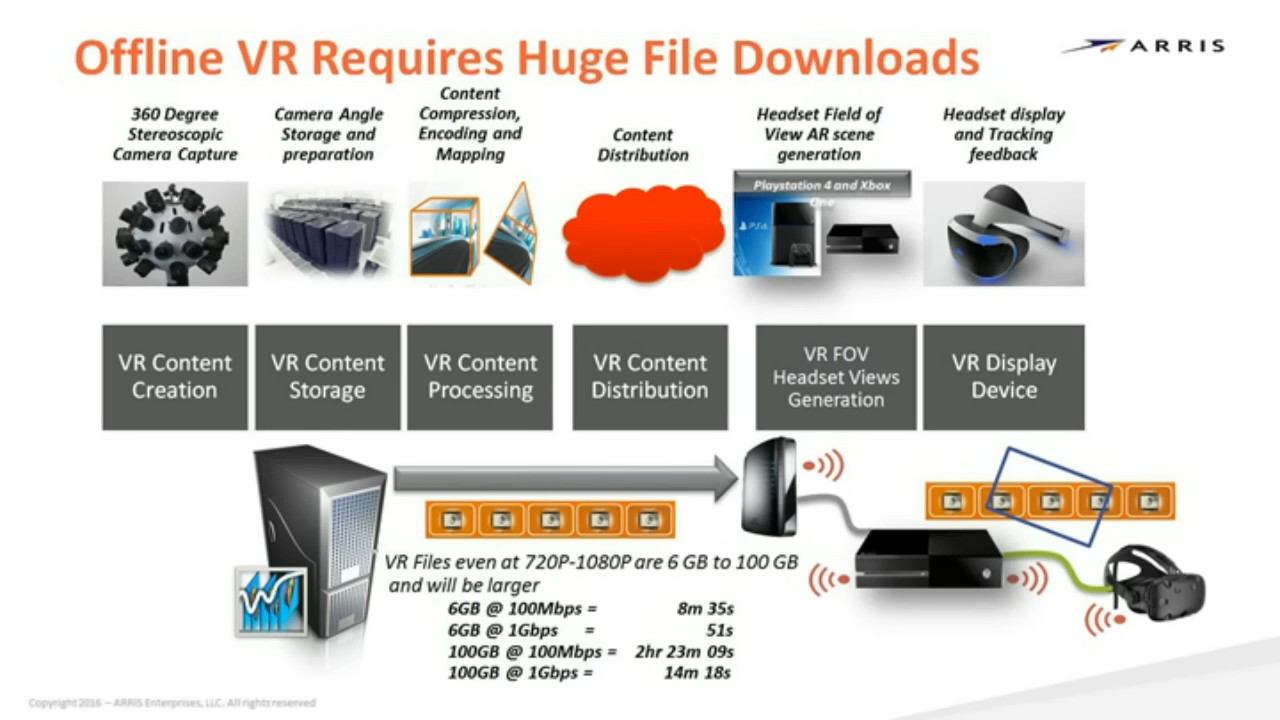 Offline VR Requires Huge File Downloads
ARRIS
360 Degree
Stereoscopic
Camera Capture
Camera Angle
Storage and
preparation
Content
Compression,
Encoding and
Mapping
Content
Distribution
Headset Field of
View AR scene
generation
Headset display
and Tracking
feedback
Playstation 4 and Xbox
One
PS4
VR Content
Creation
VR Content
Storage
VR Content
Processing
VR Content
Distribution
VR FOV
Headset Views
Generation
VR Display
Device
VR Files even at 720P-1080P are 6 GB to 100 GB
and will be larger
6GB @ 100Mbps = 8m 35s
6GB @ 1Gbps = 51s
100GB @ 100Mbps = 2hr 23m 09s
100GB @ 1Gbps = 14m 18s
Copyright 2016 – ARRIS Enterprises, LLC. All rights reserved